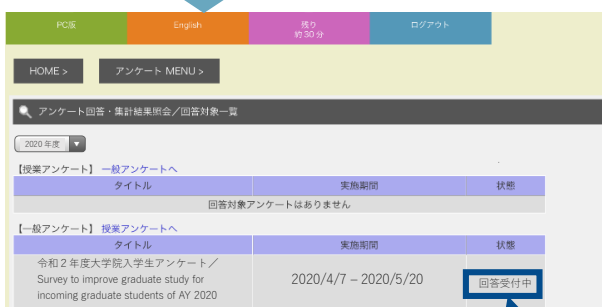 PC版 English 残り ログアウト
約30分
HOME > アンケート MENU >
アンケート回答・集計結果照会／回答対象一覧
2020 年度
【授業アンケート】 一般アンケートへ
タイトル 実施期間 状態
回答対象アンケートはありません
【一般アンケート】 授業アンケートへ
タイトル 実施期間 状態
令和２年度大学院入学生アンケート／
Survey to improve graduate study for 2020/4/7 – 2020/5/20 回答受付中
incoming graduate students of AY 2020